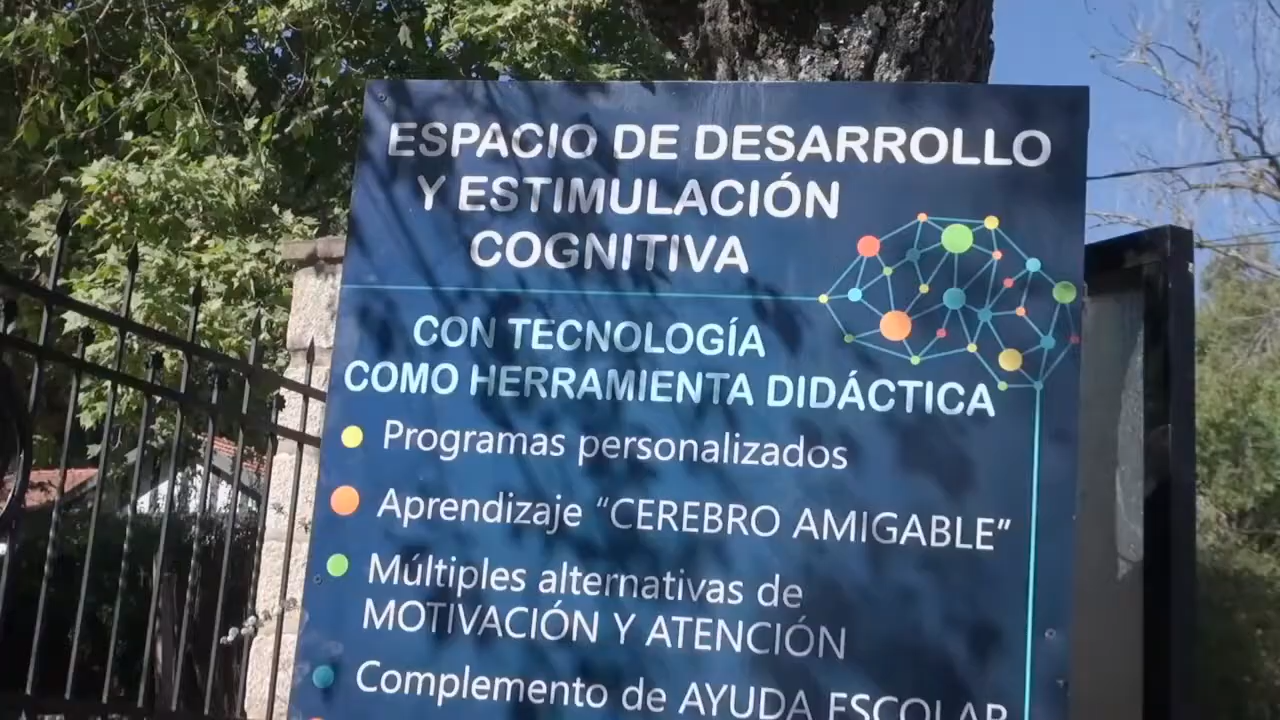 ESPACIO DE DESARROLLO
Y ESTIMULACIÓN
COGNITIVA
CON TECNOLOGÍA
COMO HERRAMIENTA DIDÁCTICA
Programas personalizados
Aprendizaje “CEREBRO AMIGABLE”
Múltiples alternativas de
MOTIVACIÓN Y ATENCIÓN
Complemento de AYUDA ESCOLAR